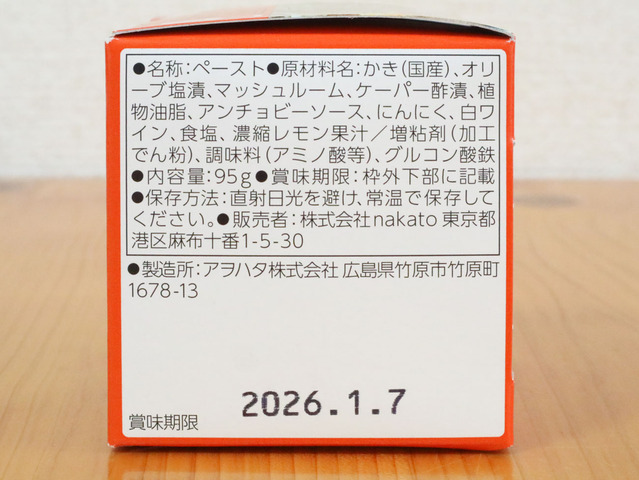 ●名称：ペースト●原材料名：かき（国産）、オリ
ーブ塩漬、マッシュルーム、ケーパー酢漬、植
物油脂、アンチョビーソース、にんにく、白ワ
イン、食塩、濃縮レモン果汁／増粘剤（加工
でん粉）、調味料（アミノ酸等）、グルコン酸鉄
●内容量：95g●賞味期限：枠外下部に記載
●保存方法：直射日光を避け、常温で保存して
ください。●販売者：株式会社nakato 東京都
港区麻布十番1-5-30
●製造所：アヲハタ株式会社 広島県竹原市竹原町
1678-13
2026.1.7
賞味期限